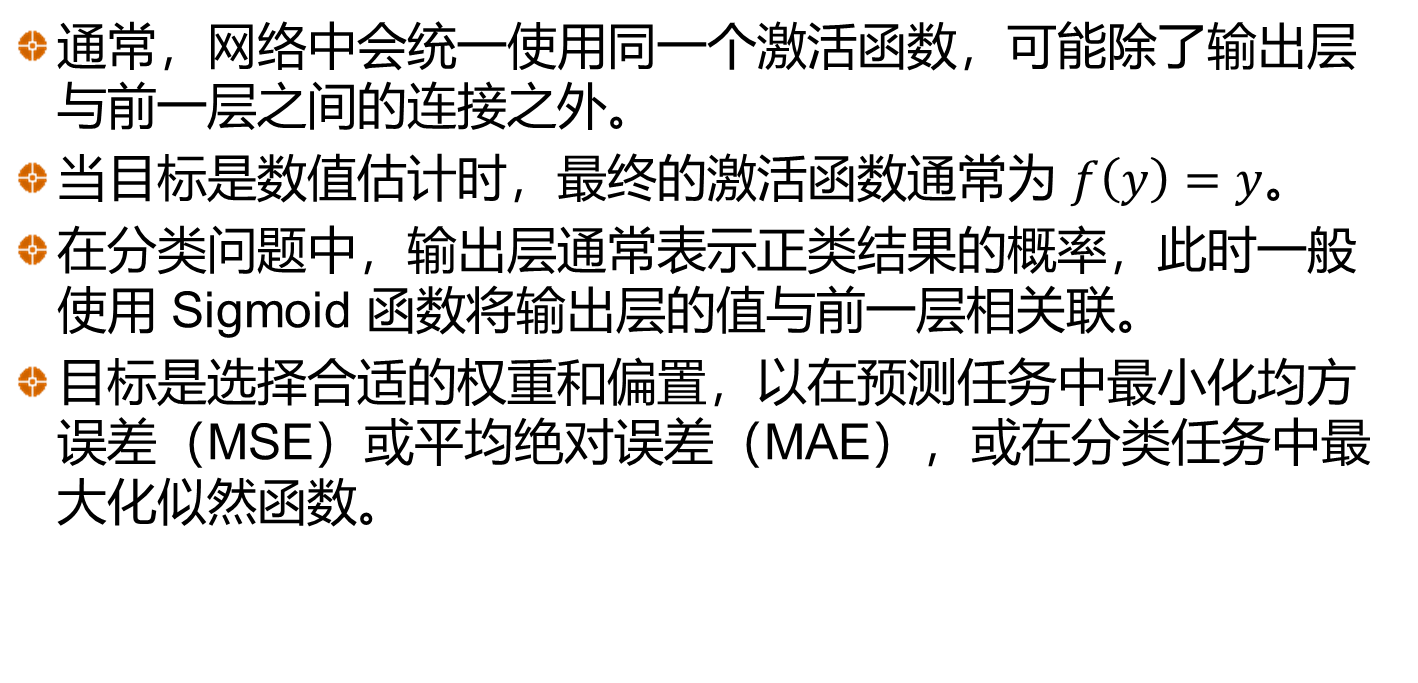 通常，网络中会统一使用同一个激活函数，可能除了输出层
与前一层之间的连接之外。
当目标是数值估计时，最终的激活函数通常为 f(y) = y。
在分类问题中，输出层通常表示正类结果的概率，此时一般
使用 Sigmoid 函数将输出层的值与前一层相关联。
目标是选择合适的权重和偏置，以在预测任务中最小化均方
误差（MSE）或平均绝对误差（MAE），或在分类任务中最
大化似然函数。